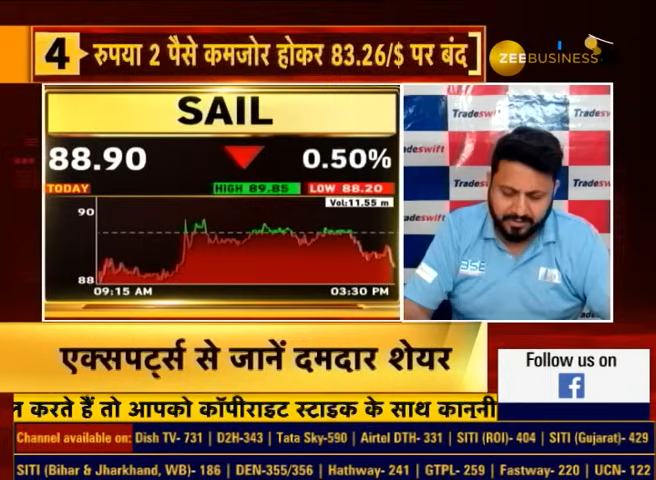 4 रुपया 2 पैसे कमजोर होकर 83.26/$ पर बंद
ZEEBUSINESS
SAIL
88.90 0.50%
TODAY HIGH 89.85 LOW 88.20
Vol:11.55 m
90
88
09:15 AM 03:30 PM
Tradeswift
BSE
एक्सपर्ट्स से जानें दमदार शेयर
Follow us on
करते हैं तो आपको कॉपीराइट स्टाइक के साथ कानूनी
Channel available on: Dish TV- 731 | D2H-343 | Tata Sky-590 | Airtel DTH- 331 | SITI (ROI)- 404 | SITI (Gujarat)- 429
SITI (Bihar & Jharkhand, WB)- 186 | DEN-355/356 | Hathway- 241 | GTPL- 259 | Fastway- 220 | UCN- 122